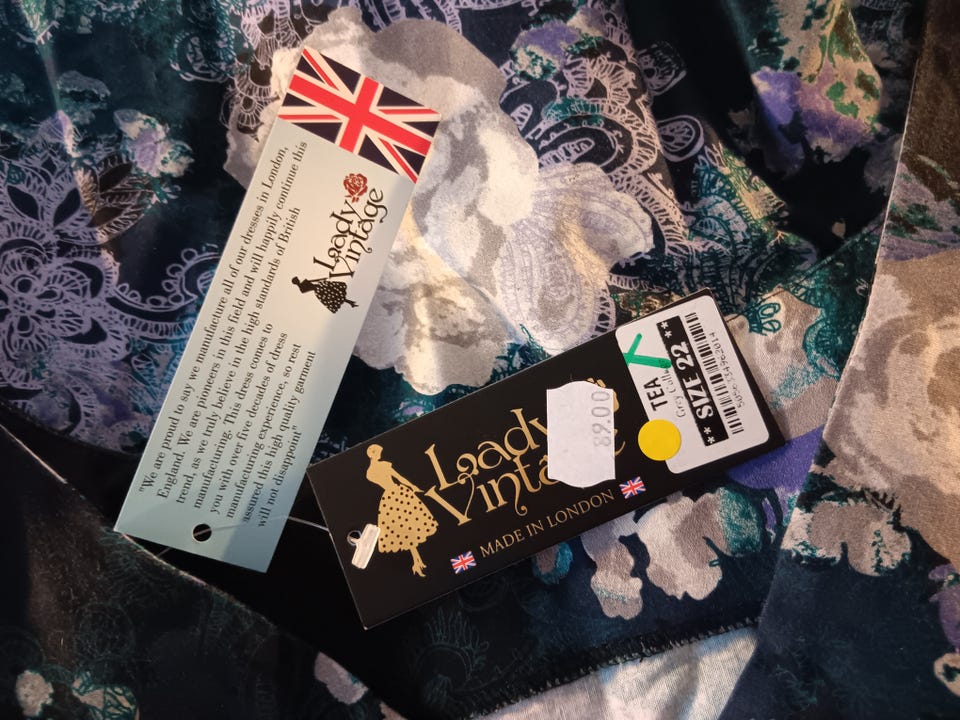 "We are proud to say we manufacture all of our dresses in London,
England. We are pioneers in this field and will happily continue this
trend, as we truly believe in the high standards of British
manufacturing. This dress comes to
you with over five decades of dress
manufacturing experience, so rest
assured this high quality garment
will not disappoint"
Lady
Vintage
Lady
Vintage
MADE IN LONDON
89.00
TEA
** SIZE 22 **